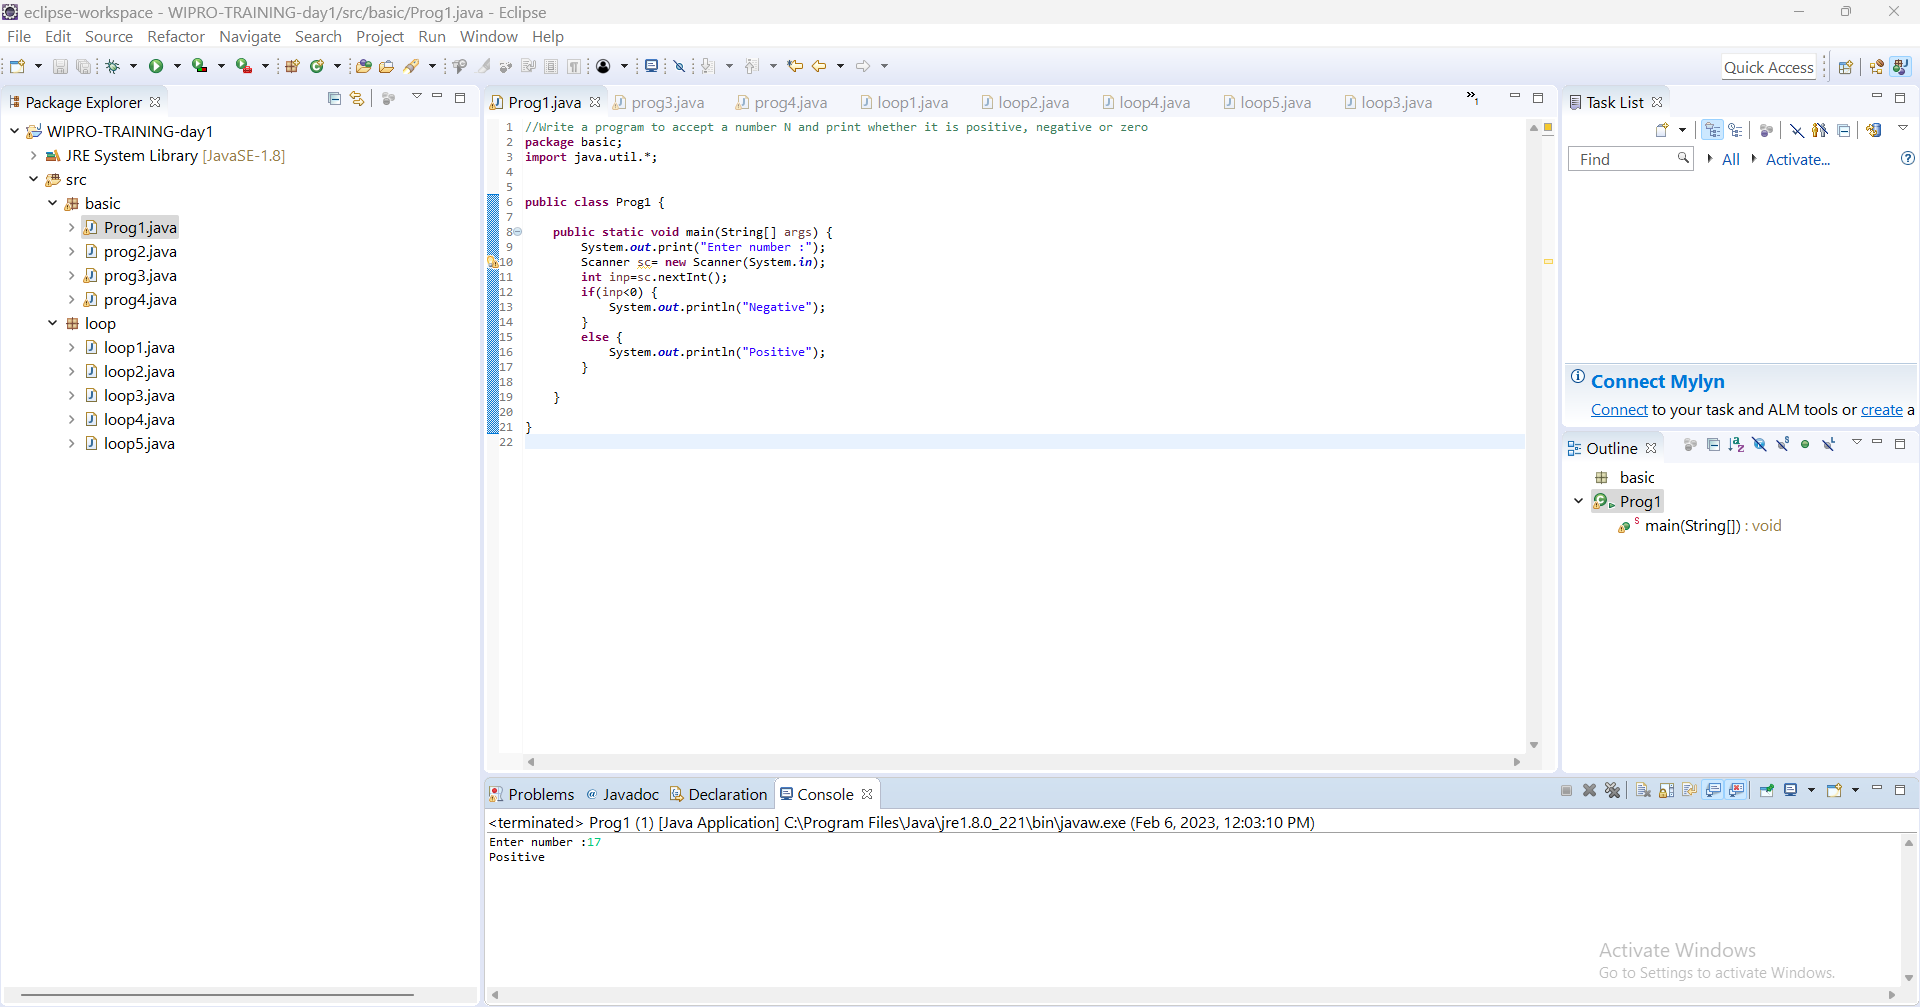 eclipse-workspace - WIPRO-TRAINING-day1/src/basic/Prog1.java - Eclipse
File Edit Source Refactor Navigate Search Project Run Window Help
Quick Access
Package Explorer
WIPRO-TRAINING-day1
JRE System Library [JavaSE-1.8]
src
basic
Prog1.java
prog2.java
prog3.java
prog4.java
loop
loop1.java
loop2.java
loop3.java
loop4.java
loop5.java
Prog1.java prog3.java prog4.java loop1.java loop2.java loop4.java loop5.java loop3.java »1
1 //Write a program to accept a number N and print whether it is positive, negative or zero
2 package basic;
3 import java.util.*;
4
5
6 public class Prog1 {
7
8 public static void main(String[] args) {
9 System.out.print("Enter number :");
10 Scanner sc= new Scanner(System.in);
11 int inp=sc.nextInt();
12 if(inp<0) {
13 System.out.println("Negative");
14 }
15 else {
16 System.out.println("Positive");
17 }
18
19 }
20
21 }
22
Task List
Find All Activate...
Connect Mylyn
Connect to your task and ALM tools or create a
Outline
basic
Prog1
main(String[]) : void
Problems @ Javadoc Declaration Console
<terminated> Prog1 (1) [Java Application] C:\Program Files\Java\jre1.8.0_221\bin\javaw.exe (Feb 6, 2023, 12:03:10 PM)
Enter number :17
Positive
Activate Windows
Go to Settings to activate Windows.